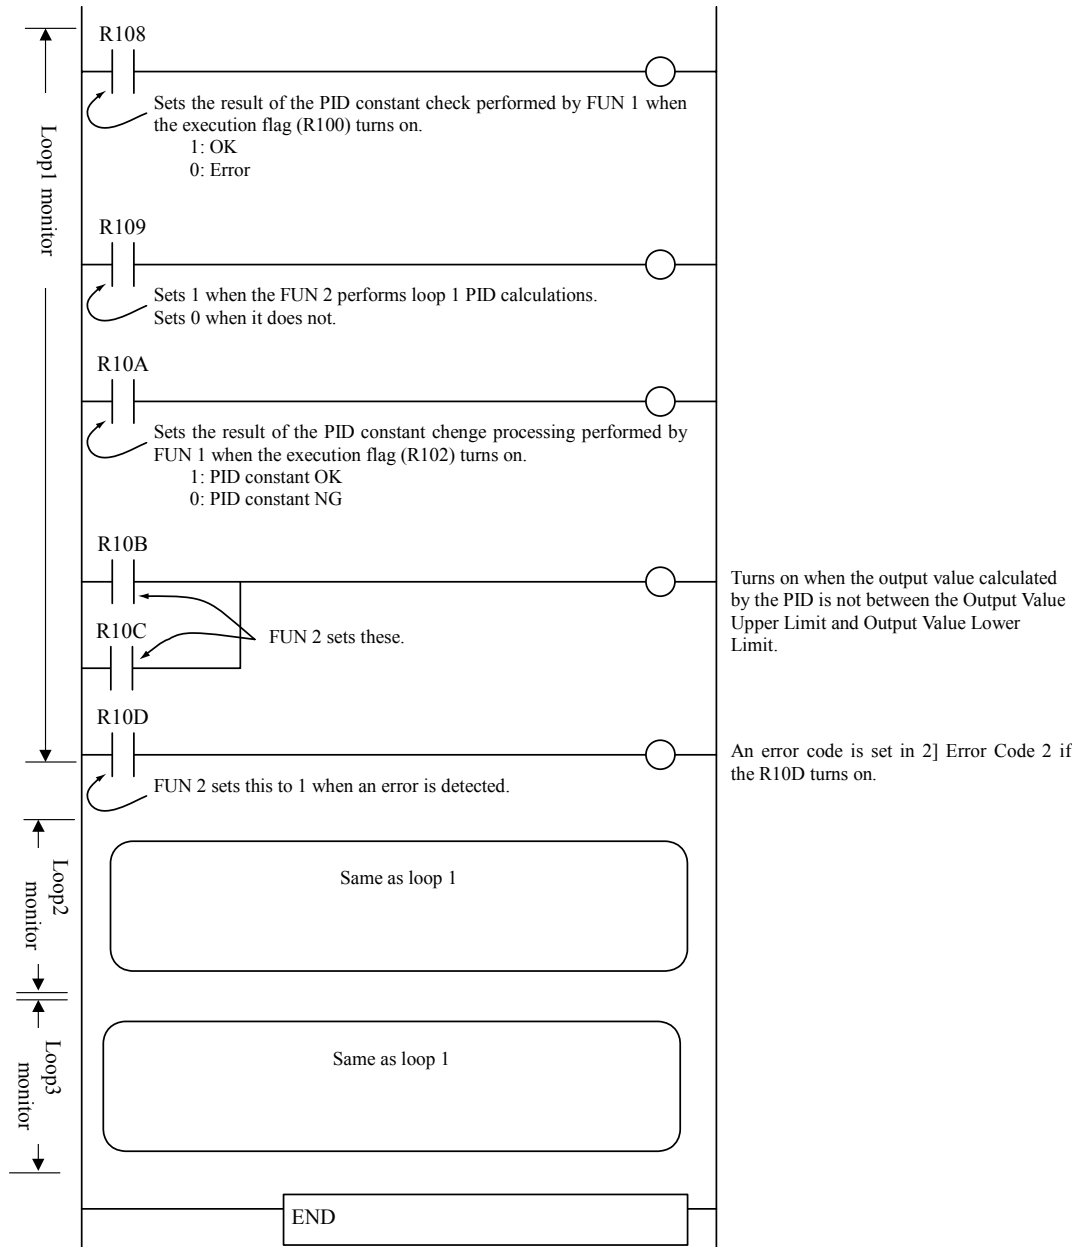 R108
Sets the result of the PID constant check performed by FUN 1 when
the execution flag (R100) turns on.
1: OK
0: Error
Loop1 monitor
R109
Sets 1 when the FUN 2 performs loop 1 PID calculations.
Sets 0 when it does not.
R10A
Sets the result of the PID constant chenge processing performed by
FUN 1 when the execution flag (R102) turns on.
1: PID constant OK
0: PID constant NG
R10B
Turns on when the output value calculated
by the PID is not between the Output Value
Upper Limit and Output Value Lower
Limit.
R10C
FUN 2 sets these.
R10D
An error code is set in 2] Error Code 2 if
the R10D turns on.
FUN 2 sets this to 1 when an error is detected.
Loop2
monitor
Same as loop 1
Loop3
monitor
Same as loop 1
END